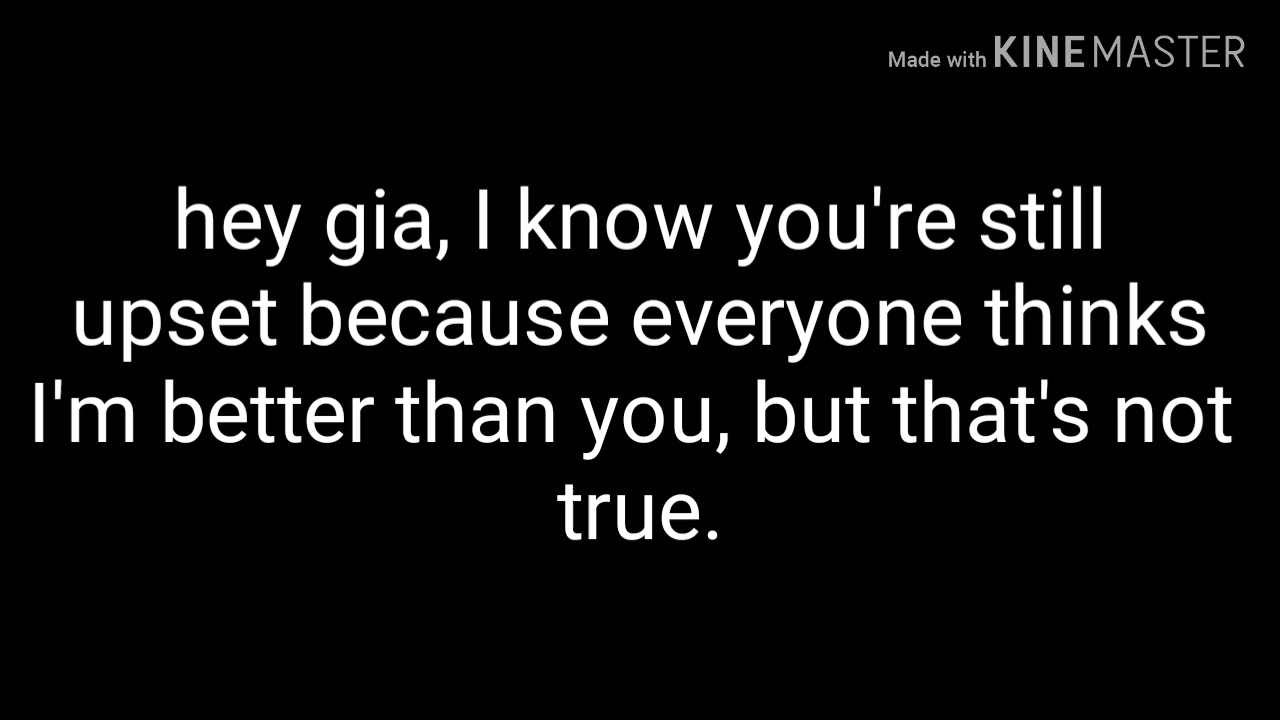 Made with KINEMASTER
hey gia, I know you're still
upset because everyone thinks
I'm better than you, but that's not
true.